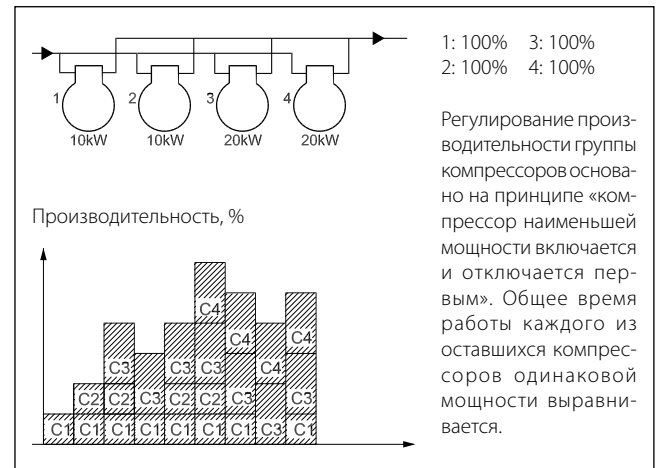 1: 100% 3: 100%
2: 100% 4: 100%
1 2 3 4
10kW 10kW 20kW 20kW
Регулирование произ-
водительности группы
компрессоров основа-
но на принципе «ком-
прессор наименьшей
мощности включается
и отключается пер-
вым». Общее время
работы каждого из
оставшихся компрес-
соров одинаковой
мощности выравни-
вается.
Производительность, %
C4
C4 C4
C3 C3 C3 C4
C2 C2 C3 C2 C2 C3 C3
C1 C1 C1 C1 C1 C1 C1 C3 C1